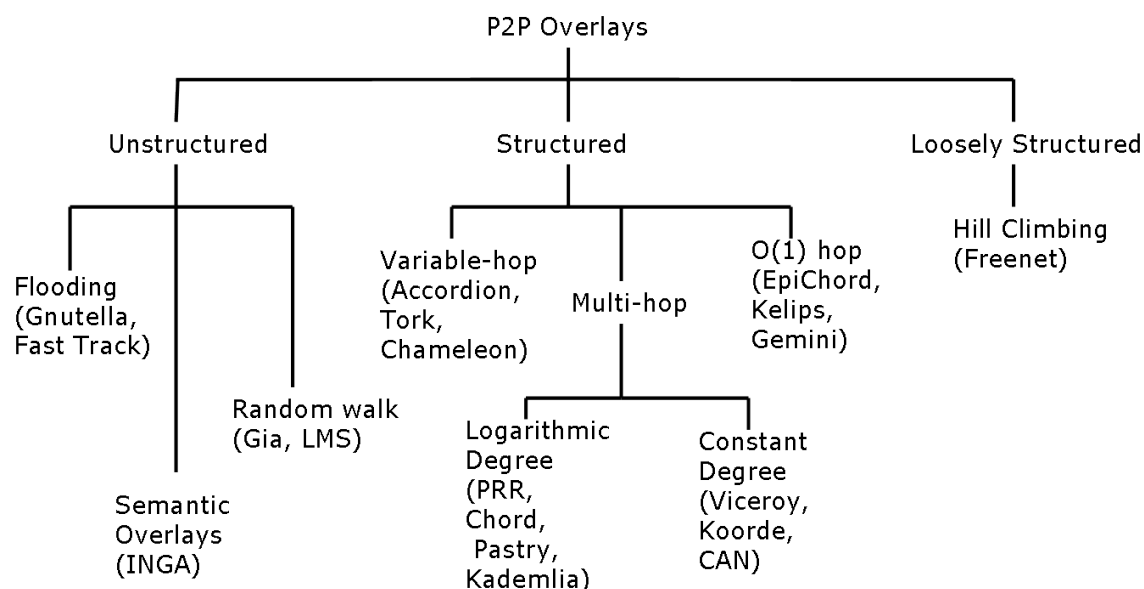 P2P Overlays
Unstructured
Structured
Loosely Structured
Flooding
(Gnutella,
Fast Track)
Semantic
Overlays
(INGA)
Random walk
(Gia, LMS)
Variable-hop
(Accordion,
Tork,
Chameleon)
Multi-hop
Logarithmic
Degree
(PRR,
Chord,
Pastry,
Kademlia)
Constant
Degree
(Viceroy,
Koorde,
CAN)
O(1) hop
(EpiChord,
Kelips,
Gemini)
Hill Climbing
(Freenet)